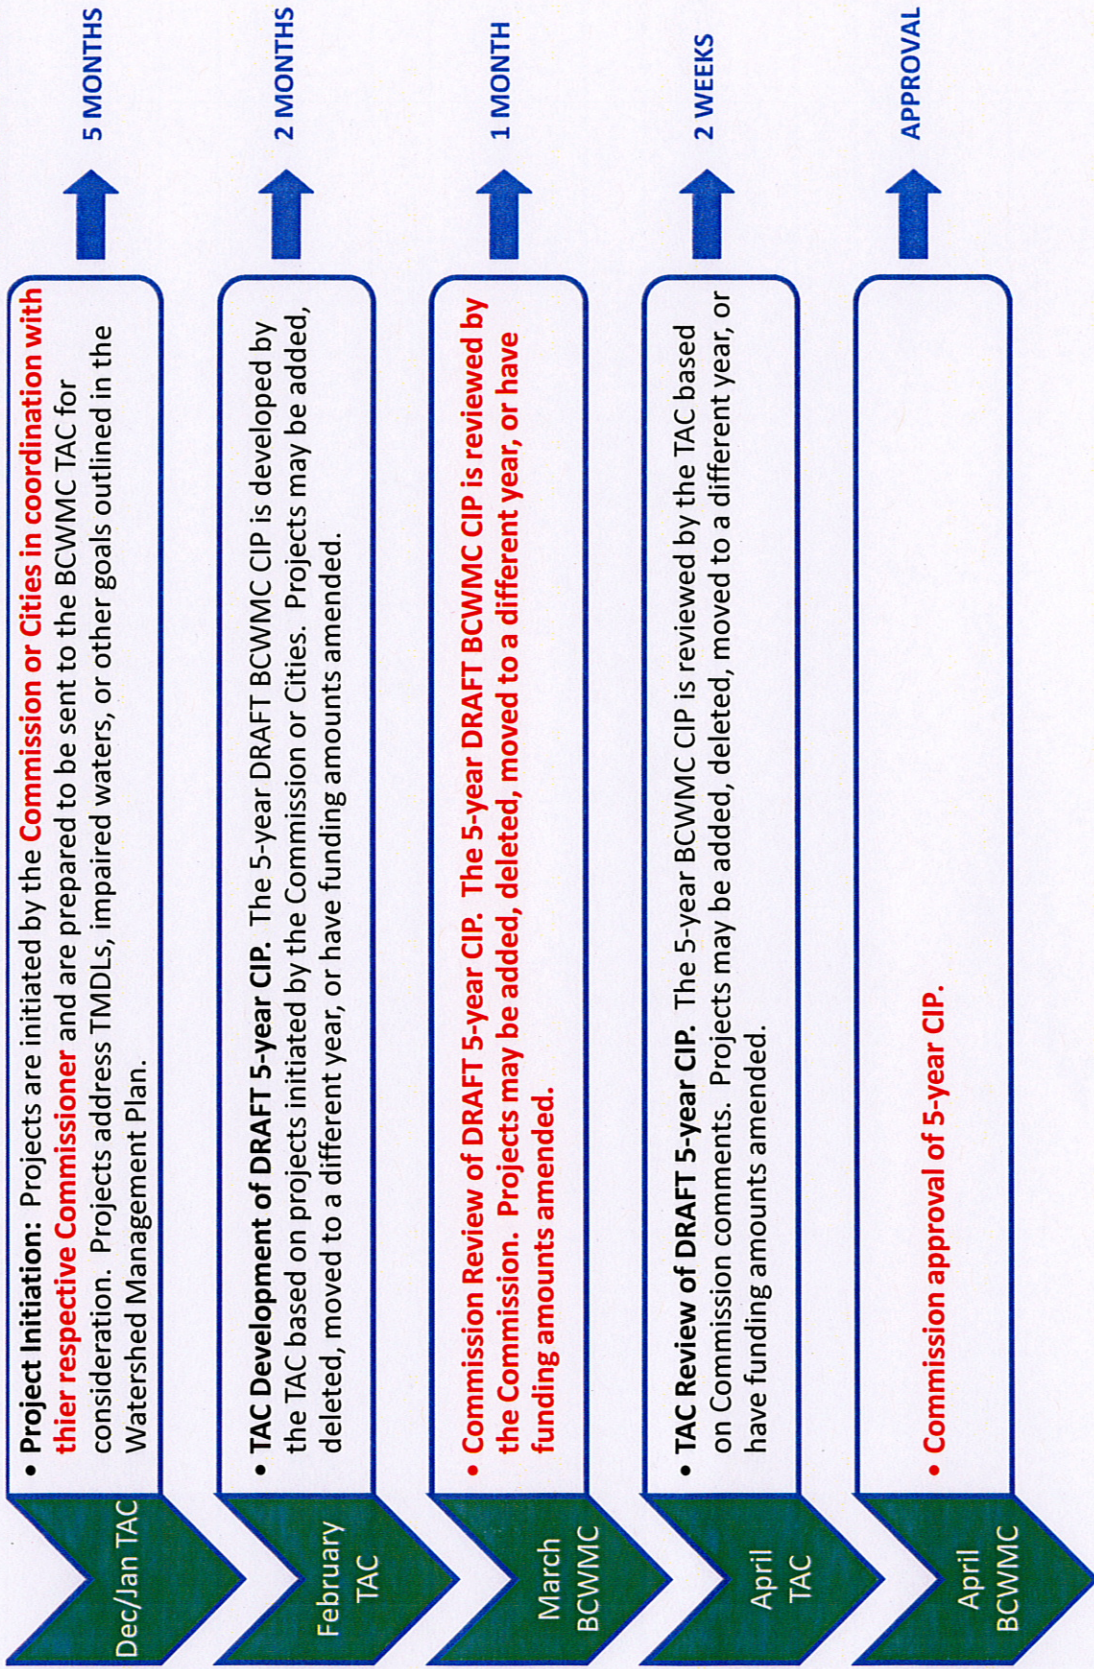 Dec/Jan TAC
• Project Initiation: Projects are initiated by the Commission or Cities in coordination with
thier respective Commissioner and are prepared to be sent to the BCWMC TAC for
consideration. Projects address TMDLs, impaired waters, or other goals outlined in the
Watershed Management Plan.
5 MONTHS
February
TAC
• TAC Development of DRAFT 5-year CIP. The 5-year DRAFT BCWMC CIP is developed by
the TAC based on projects initiated by the Commission or Cities. Projects may be added,
deleted, moved to a different year, or have funding amounts amended.
2 MONTHS
March
BCWMC
• Commission Review of DRAFT 5-year CIP. The 5-year DRAFT BCWMC CIP is reviewed by
the Commission. Projects may be added, deleted, moved to a different year, or have
funding amounts amended.
1 MONTH
April
TAC
• TAC Review of DRAFT 5-year CIP. The 5-year BCWMC CIP is reviewed by the TAC based
on Commission comments. Projects may be added, deleted, moved to a different year, or
have funding amounts amended.
2 WEEKS
April
BCWMC
• Commission approval of 5-year CIP.
APPROVAL